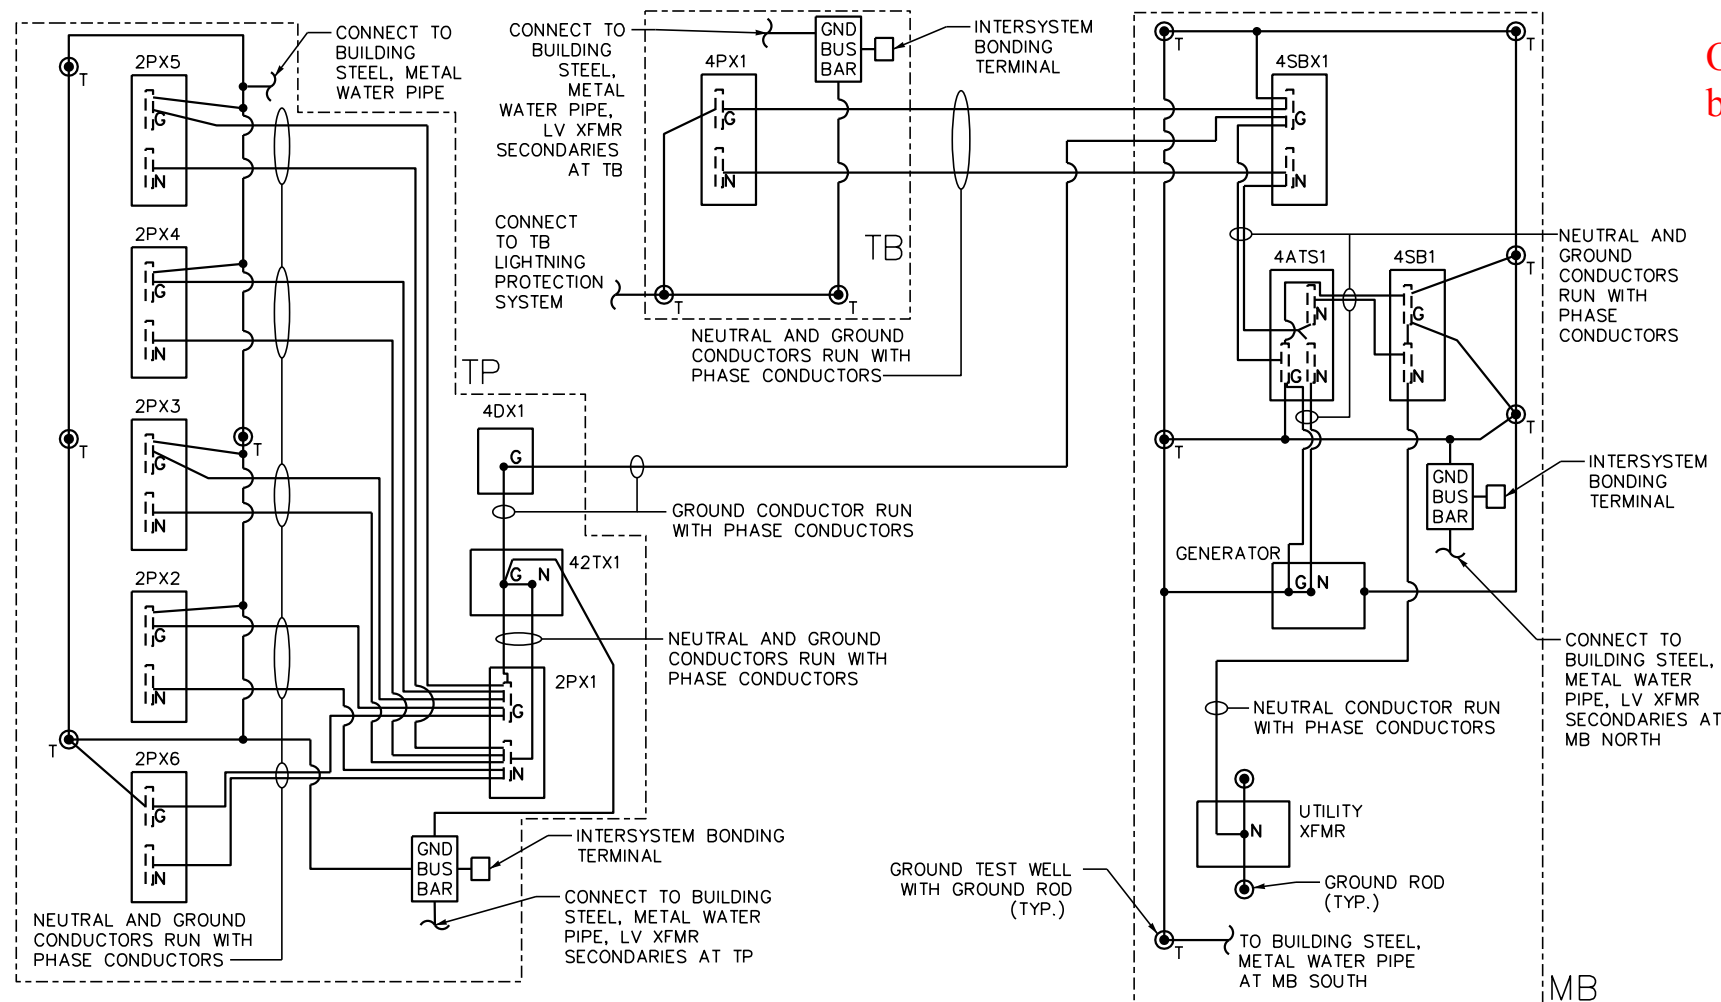 CONNECT TO
BUILDING
STEEL, METAL
WATER PIPE
2PX5
T
G
N
2PX4
G
N
2PX3
G
N
T
T
2PX2
G
N
T
2PX6
G
N
NEUTRAL AND GROUND
CONDUCTORS RUN WITH
PHASE CONDUCTORS
TP
4DX1
G
GROUND CONDUCTOR RUN
WITH PHASE CONDUCTORS
42TX1
G N
NEUTRAL AND GROUND
CONDUCTORS RUN WITH
PHASE CONDUCTORS
2PX1
G
N
GND
BUS
BAR
INTERSYSTEM BONDING
TERMINAL
CONNECT TO BUILDING
STEEL, METAL WATER
PIPE, LV XFMR
SECONDARIES AT TP
CONNECT TO
BUILDING
STEEL,
METAL
WATER PIPE,
LV XFMR
SECONDARIES
AT TB
GND
BUS
BAR
INTERSYSTEM
BONDING
TERMINAL
4PX1
G
N
TB
CONNECT
TO TB
LIGHTNING
PROTECTION
SYSTEM
T
T
NEUTRAL AND GROUND
CONDUCTORS RUN WITH
PHASE CONDUCTORS
T
T
4SBX1
G
N
NEUTRAL AND
GROUND
CONDUCTORS
RUN WITH
PHASE
CONDUCTORS
T
4ATS1
N
G N
4SB1
G
N
T
T
GND
BUS
BAR
INTERSYSTEM
BONDING
TERMINAL
GENERATOR
G N
CONNECT TO
BUILDING STEEL,
METAL WATER
PIPE, LV XFMR
SECONDARIES AT
MB NORTH
NEUTRAL CONDUCTOR RUN
WITH PHASE CONDUCTORS
UTILITY
XFMR
N
GROUND ROD
(TYP.)
GROUND TEST WELL
WITH GROUND ROD
(TYP.)
T
TO BUILDING STEEL,
METAL WATER PIPE
AT MB SOUTH
MB